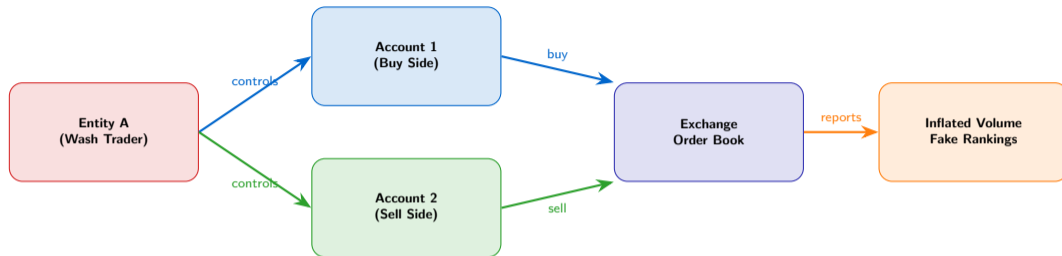 Entity A
(Wash Trader)
controls
controls
Account 1
(Buy Side)
Account 2
(Sell Side)
buy
sell
Exchange
Order Book
reports
Inflated Volume
Fake Rankings